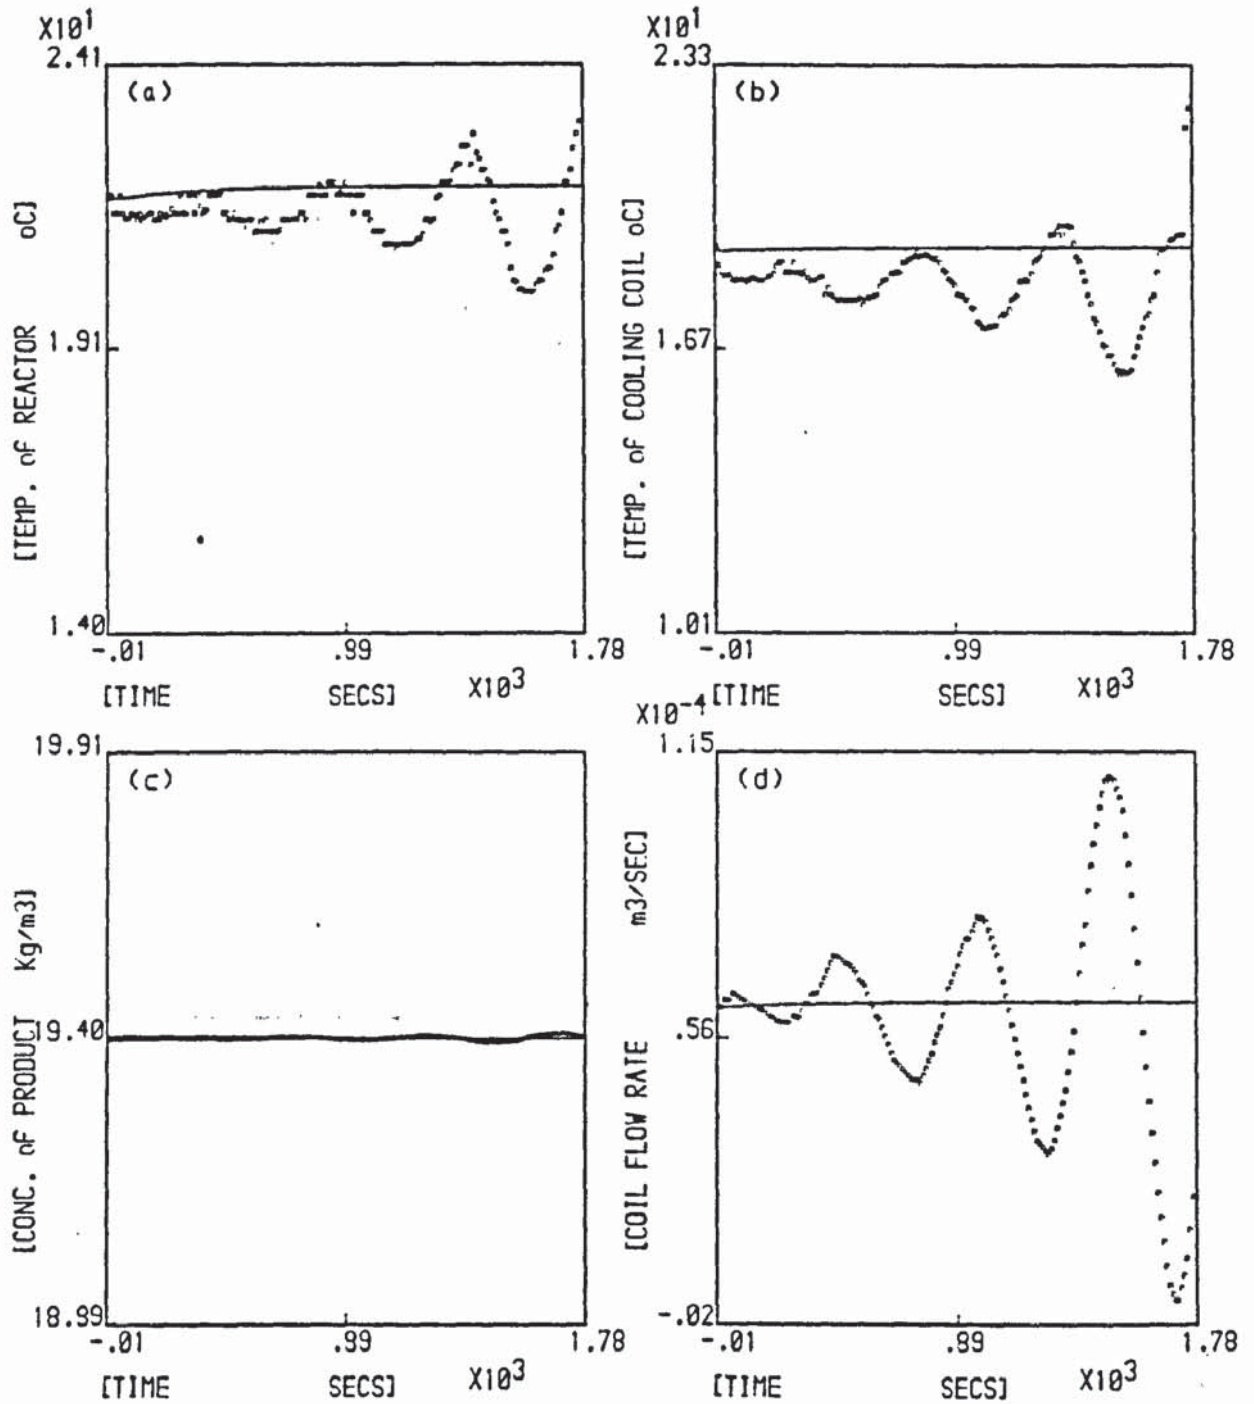 X10¹
2.41
(a)
1.91
1.40
-.01
.99
1.78
[TIME SECS] X10³
[TEMP. of REACTOR oC]
X10¹
2.33
(b)
1.67
1.01
-.01
.99
1.78
[TIME SECS] X10³
[TEMP. of COOLING COIL oC]
19.91
(c)
19.40
18.99
-.01
.99
1.78
[TIME SECS] X10³
[CONC. of PRODUCT Kg/m3]
X10⁻⁴
1.15
(d)
.56
-.02
-.01
.89
1.78
[TIME SECS] X10³
[COIL FLOW RATE m3/SEC]